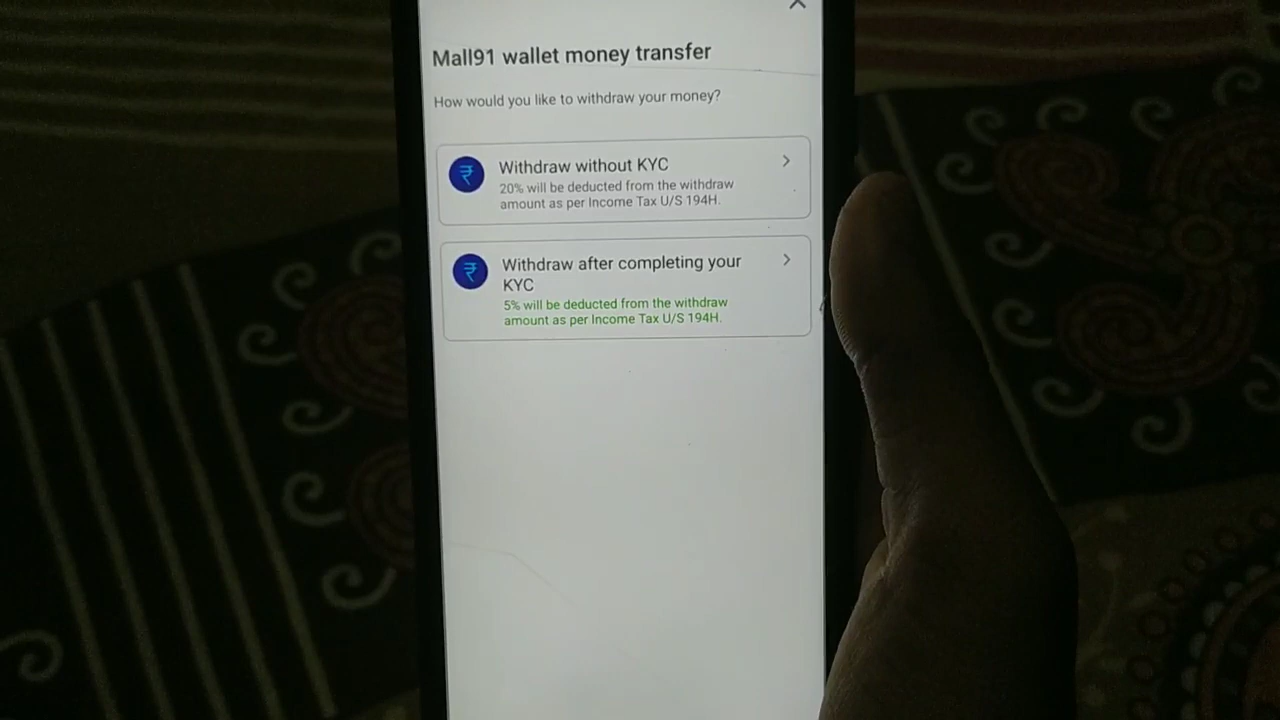 Mall91 wallet money transfer
How would you like to withdraw your money?
₹
Withdraw without KYC
20% will be deducted from the withdraw
amount as per Income Tax U/S 194H.
₹
Withdraw after completing your
KYC
5% will be deducted from the withdraw
amount as per Income Tax U/S 194H.